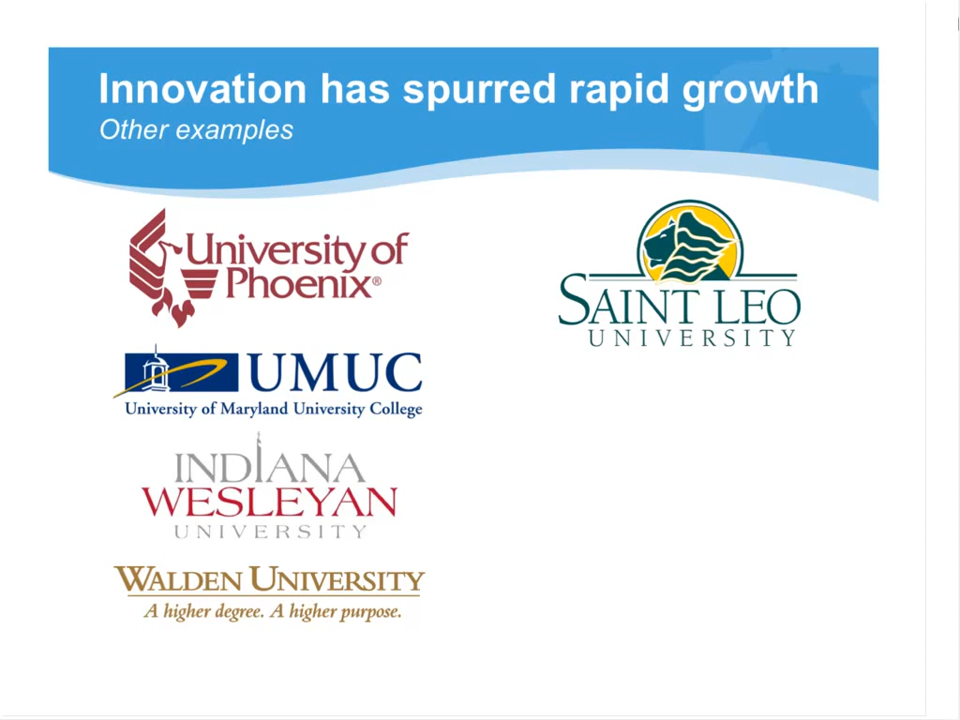 Innovation has spurred rapid growth
Other examples
University of
Phoenix®
UMUC
University of Maryland University College
INDIANA
WESLEYAN
UNIVERSITY
WALDEN UNIVERSITY
A higher degree. A higher purpose.
SAINT LEO
UNIVERSITY